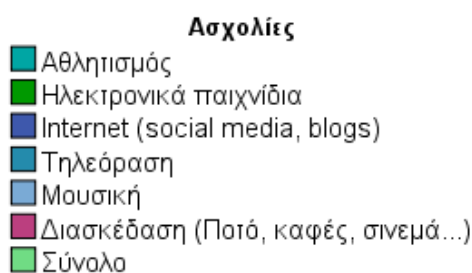 Ασχολίες
Αθλητισμός
Ηλεκτρονικά παιχνίδια
Internet (social media, blogs)
Τηλεόραση
Μουσική
Διασκέδαση (Ποτό, καφές, σινεμά...)
Σύνολο